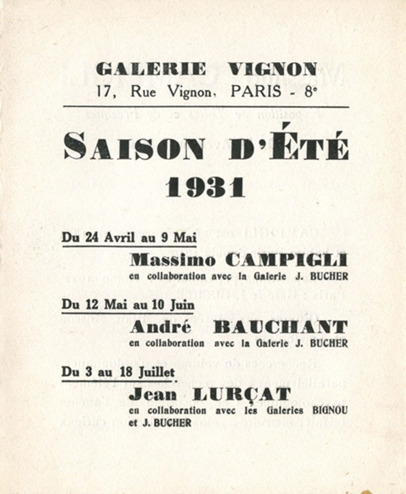 GALERIE VIGNON
17, Rue Vignon, PARIS - 8e
SAISON D'ÉTÉ
1931
Du 24 Avril au 9 Mai
Massimo CAMPIGLI
en collaboration avec la Galerie J. BUCHER
Du 12 Mai au 10 Juin
André BAUCHANT
en collaboration avec la Galerie J. BUCHER
Du 3 au 18 Juillet
Jean LURÇAT
en collaboration avec les Galeries BIGNOU
et J. BUCHER